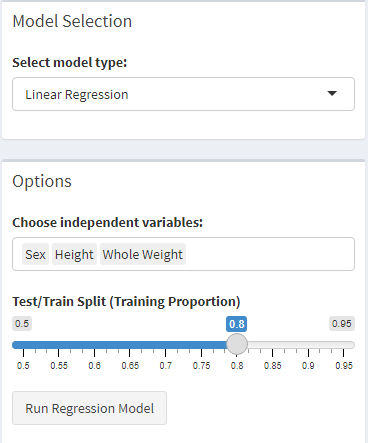 Model Selection
Select model type:
Linear Regression
Options
Choose independent variables:
Sex Height Whole Weight
Test/Train Split (Training Proportion)
0.5 0.8 0.95
0.5 0.55 0.6 0.65 0.7 0.75 0.8 0.85 0.9 0.95
Run Regression Model